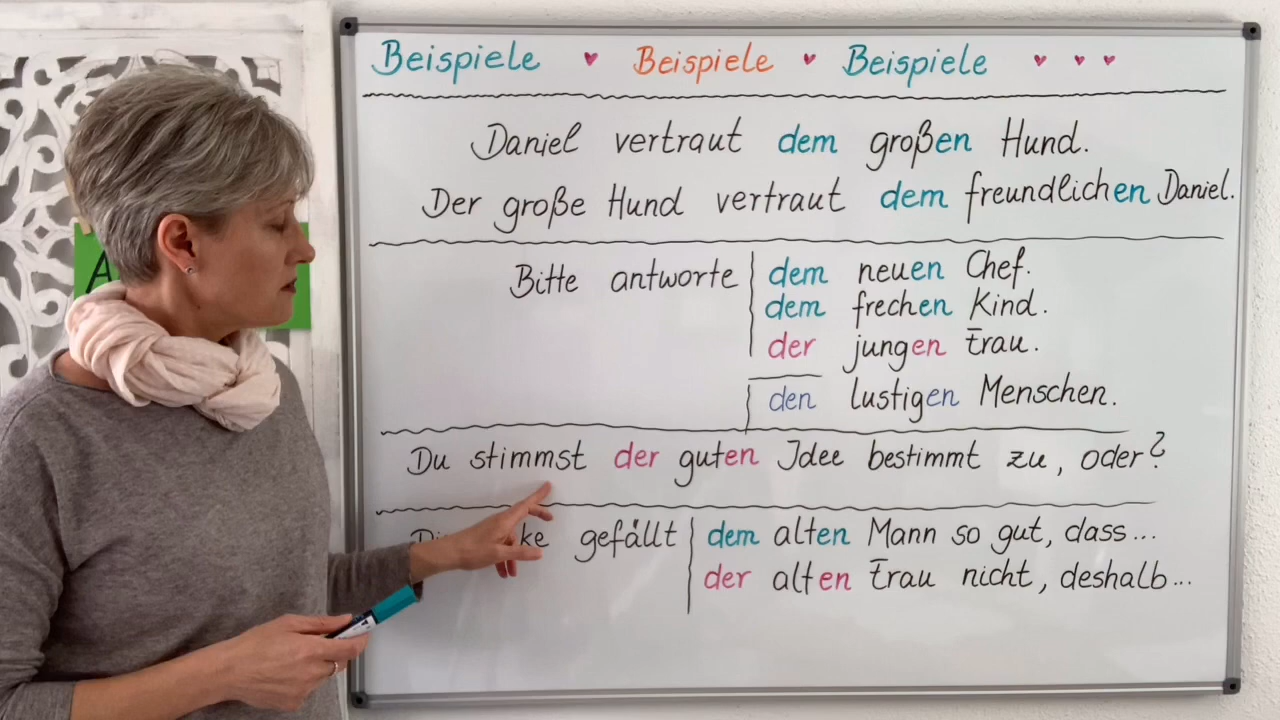 Beispiele ♥ Beispiele ♥ Beispiele ♥ ♥ ♥
Daniel vertraut dem großen Hund.
Der große Hund vertraut dem freundlichen Daniel.
Bitte antworte dem neuen Chef.
dem frechen Kind.
der jungen Frau.
den lustigen Menschen.
Du stimmst der guten Idee bestimmt zu, oder?
gefällt dem alten Mann so gut, dass...
der alten Frau nicht, deshalb...
A